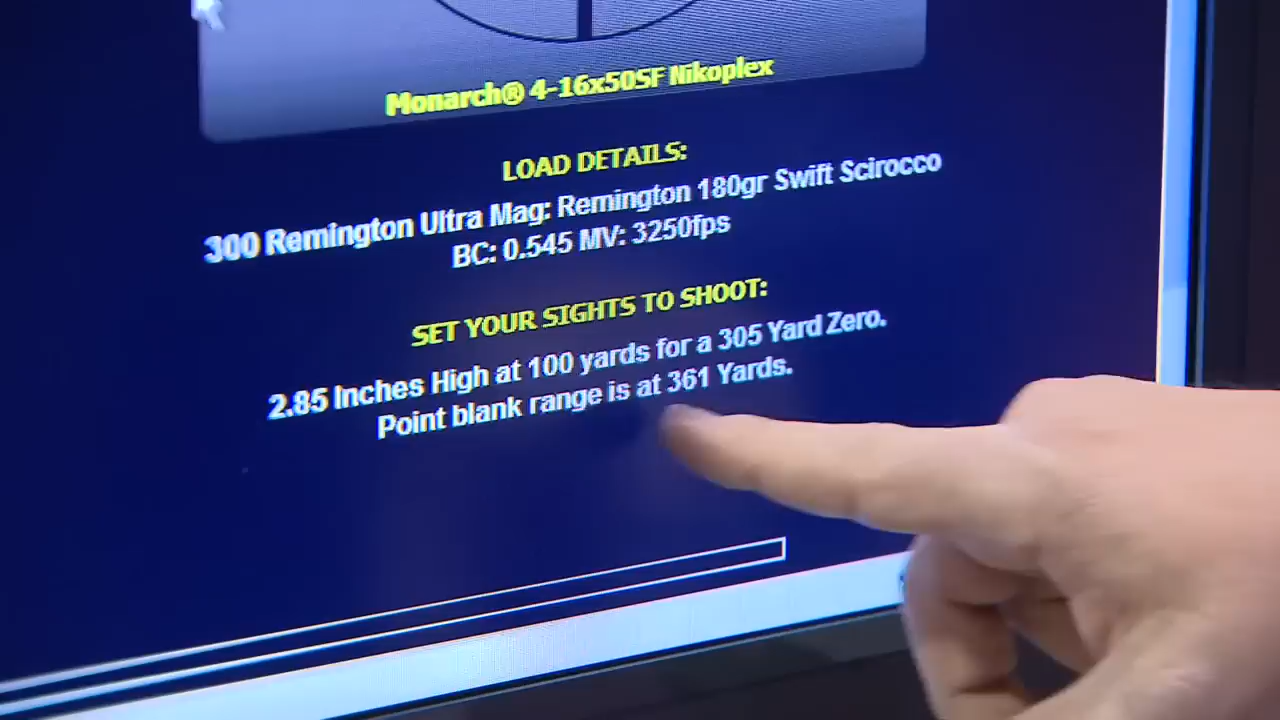 Monarch® 4-16x50SF Nikoplex
LOAD DETAILS:
300 Remington Ultra Mag: Remington 180gr Swift Scirocco
BC: 0.545 MV: 3250fps
SET YOUR SIGHTS TO SHOOT:
2.85 Inches High at 100 yards for a 305 Yard Zero.
Point blank range is at 361 Yards.